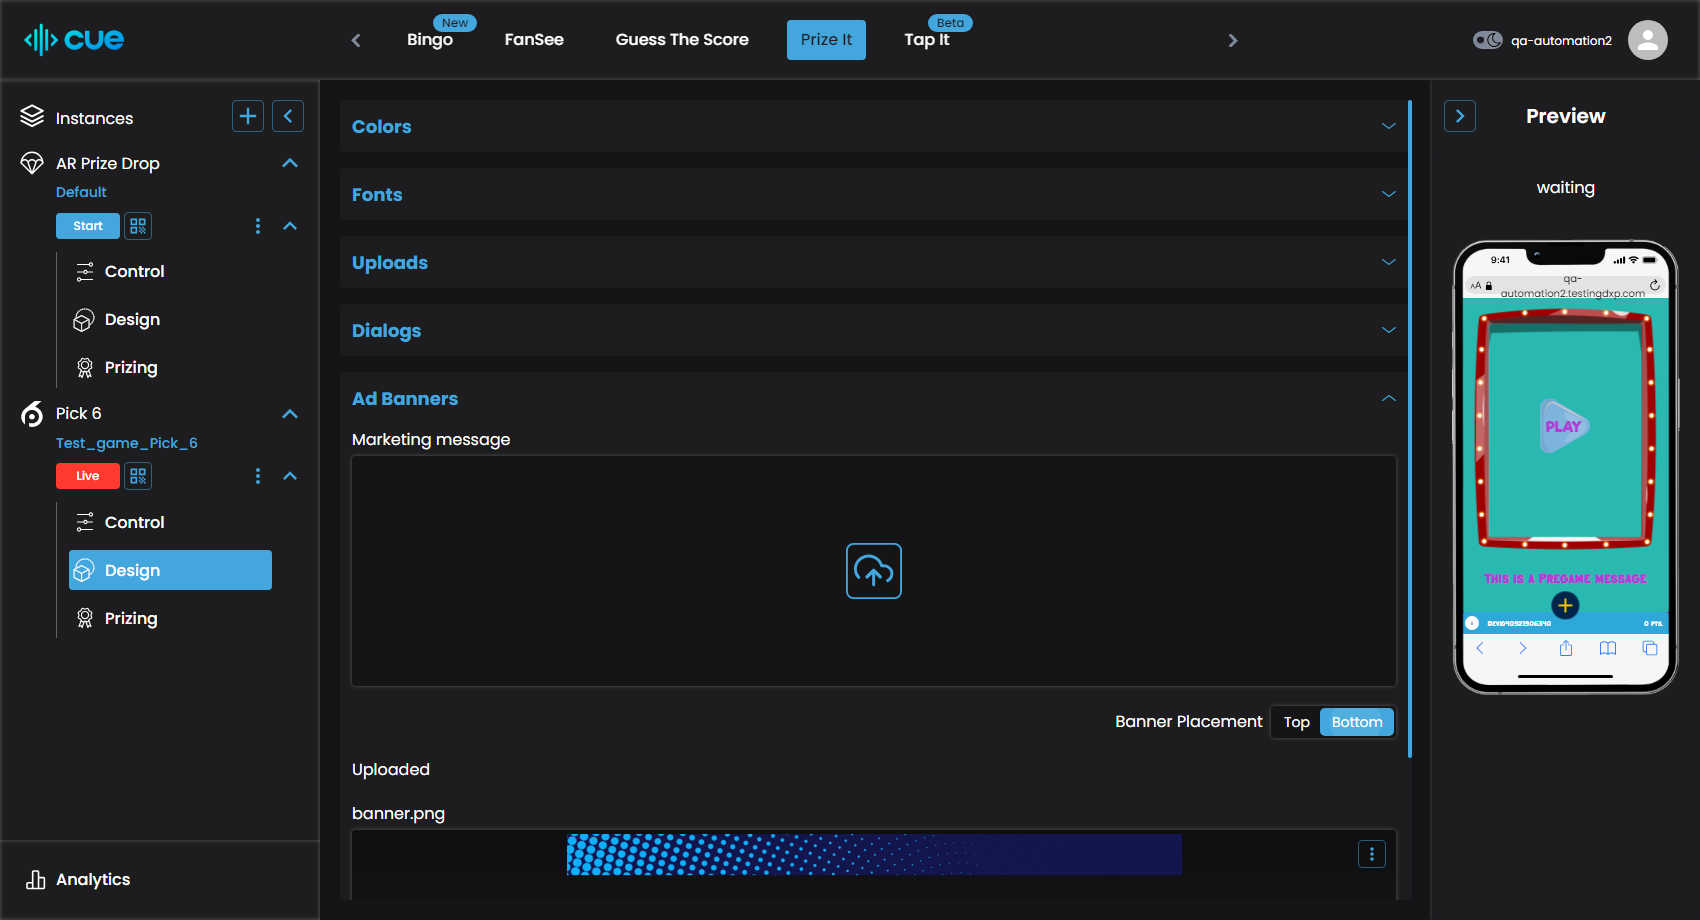 cue
New
Bingo
FanSee
Guess The Score
Prize It
Beta
Tap It
qa-automation2
Instances
AR Prize Drop
Default
Start
Control
Design
Prizing
Pick 6
Test_game_Pick_6
Live
Control
Design
Prizing
Analytics
Colors
Fonts
Uploads
Dialogs
Ad Banners
Marketing message
Banner Placement
Top
Bottom
Uploaded
banner.png
Preview
waiting
9:41
AA
qa-
automation2.testingdxp.com
PLAY
THIS IS A PREGAME MESSAGE
0 PTS.